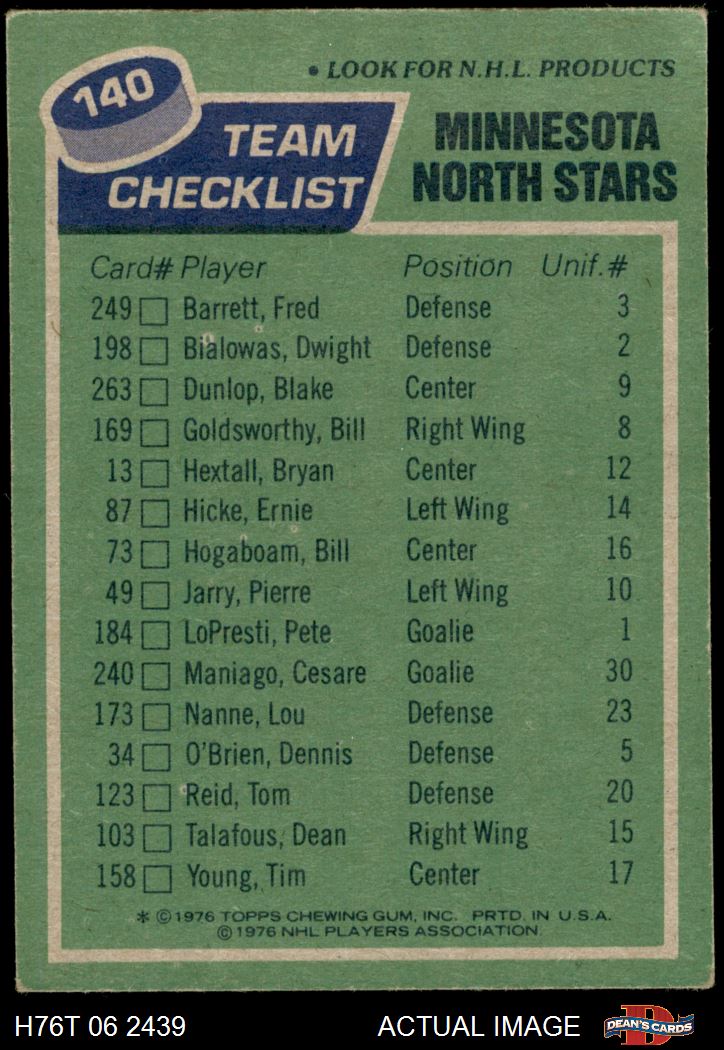 140
• LOOK FOR N.H.L. PRODUCTS
TEAM CHECKLIST
MINNESOTA NORTH STARS
Card# Player Position Unif.#
249 Barrett, Fred Defense 3
198 Bialowas, Dwight Defense 2
263 Dunlop, Blake Center 9
169 Goldsworthy, Bill Right Wing 8
13 Hextall, Bryan Center 12
87 Hicke, Ernie Left Wing 14
73 Hogaboam, Bill Center 16
49 Jarry, Pierre Left Wing 10
184 LoPresti, Pete Goalie 1
240 Maniago, Cesare Goalie 30
173 Nanne, Lou Defense 23
34 O'Brien, Dennis Defense 5
123 Reid, Tom Defense 20
103 Talafous, Dean Right Wing 15
158 Young, Tim Center 17
* ©1976 TOPPS CHEWING GUM, INC. PRTD. IN U.S.A.
©1976 NHL PLAYERS ASSOCIATION
H76T 06 2439 ACTUAL IMAGE DEAN'S CARDS